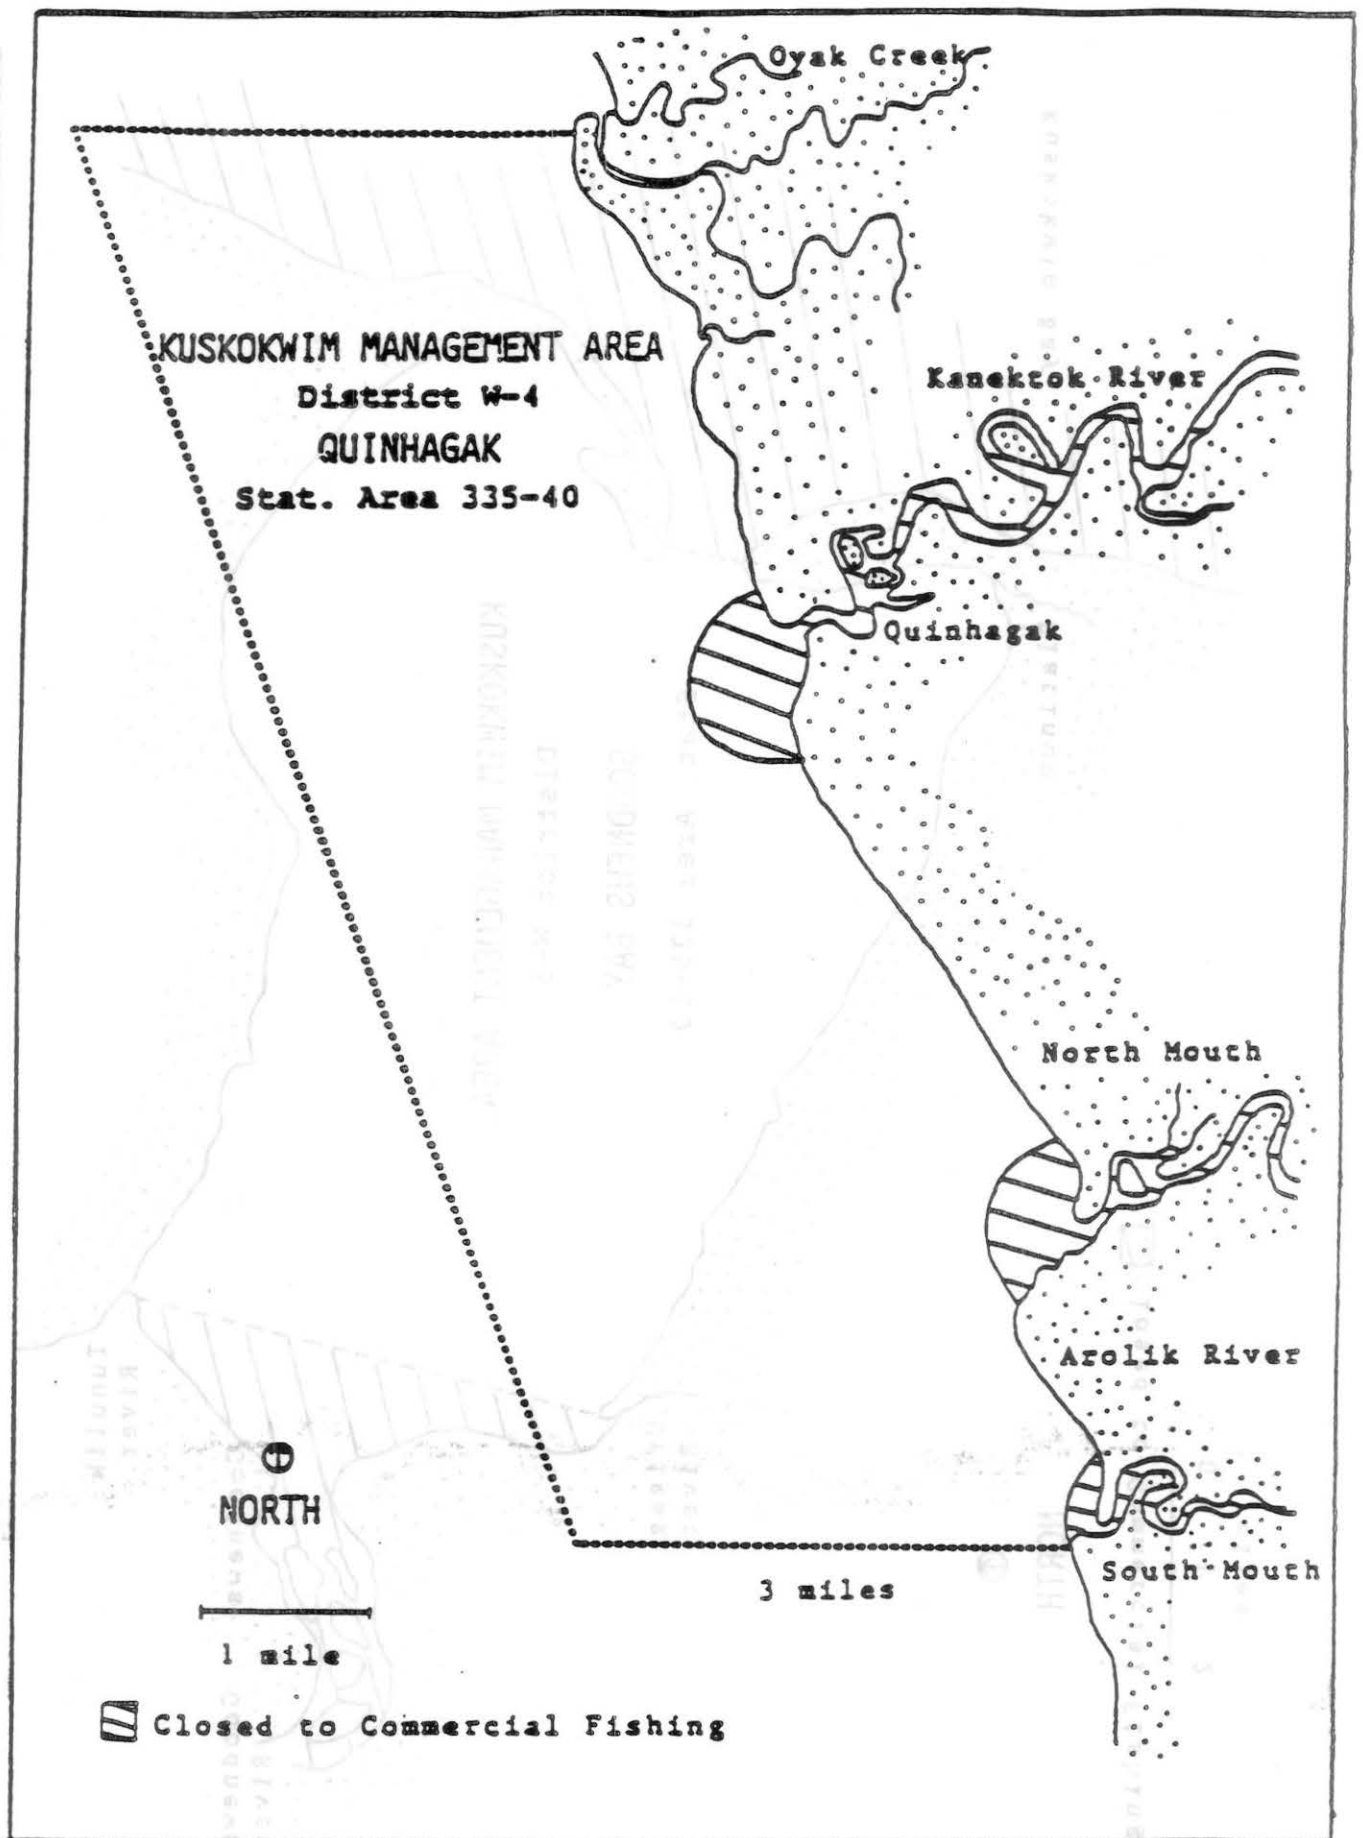 Oyak Creek
KUSKOKWIM MANAGEMENT AREA
District W-4
QUINHAGAK
Stat. Area 335-40
Kanektok River
Quinhagak
North Mouth
Arolik River
South Mouth
3 miles
NORTH
1 mile
Closed to Commercial Fishing